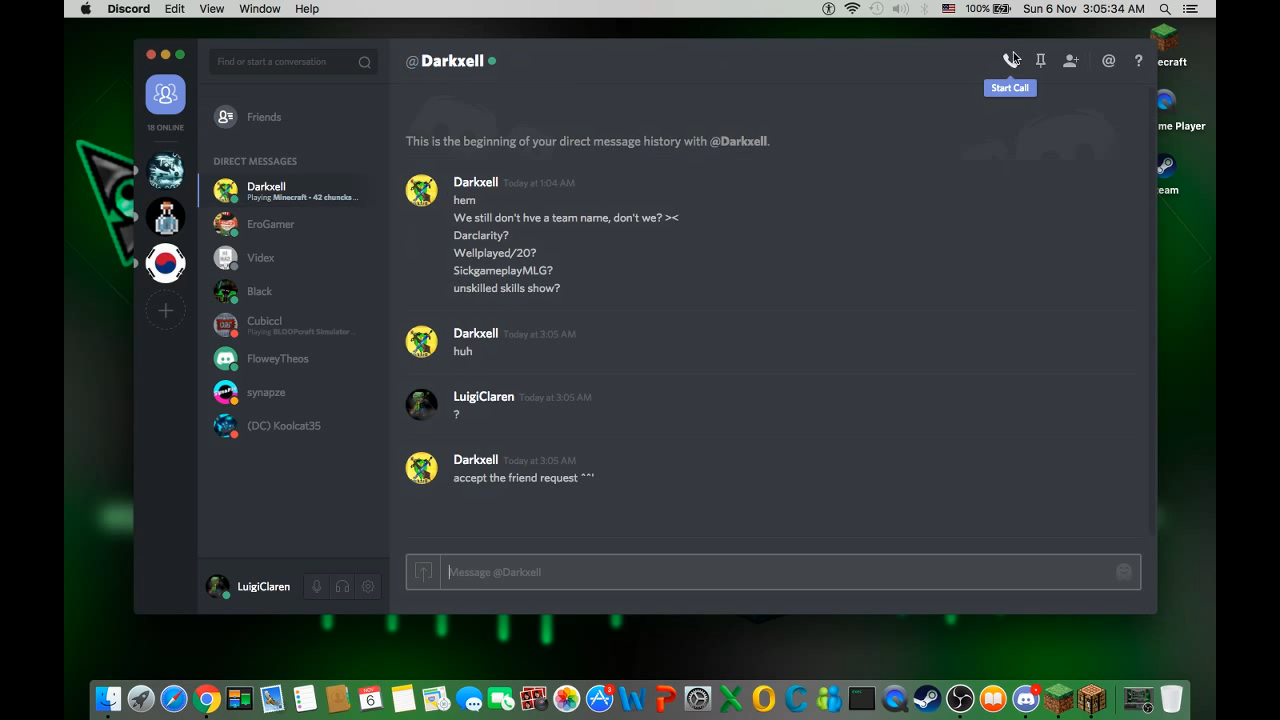 Discord Edit View Window Help
100% Sun 6 Nov 3:05:34 AM
Find or start a conversation
@Darkxell
Start Call
18 ONLINE
Friends
DIRECT MESSAGES
Darkxell
Playing Minecraft - 42 chuncks ...
EroGamer
Videx
Black
Cubiccl
Playing BLOOPcraft Simulator ...
FloweyTheos
synapze
(DC) Koolcat35
LuigiClaren
This is the beginning of your direct message history with @Darkxell.
Darkxell Today at 1:04 AM
hem
We still don't hve a team name, don't we? ><
Darclarity?
Wellplayed/20?
SickgameplayMLG?
unskilled skills show?
Darkxell Today at 3:05 AM
huh
LuigiClaren Today at 3:05 AM
?
Darkxell Today at 3:05 AM
accept the friend request ^^'
Message @Darkxell
ecraft
me Player
team
NOV
6
3